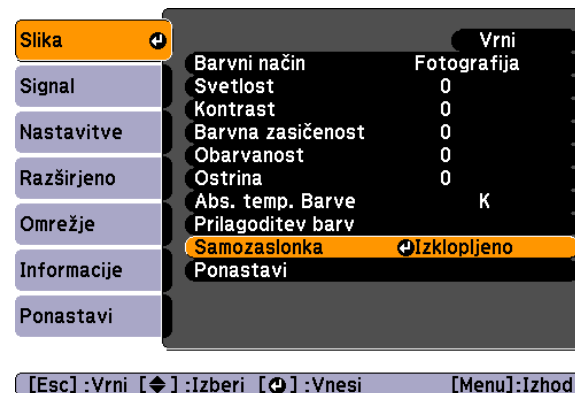 Slika
Signal
Nastavitve
Razširjeno
Omrežje
Informacije
Ponastavi
Vrni
Barvni način Fotografija
Svetlost 0
Kontrast 0
Barvna zasičenost 0
Obarvanost 0
Ostrina 0
Abs. temp. Barve K
Prilagoditev barv
Samozaslonka Izklopljeno
Ponastavi
[Esc] :Vrni [ ] :Izberi [ ] :Vnesi [Menu]:Izhod